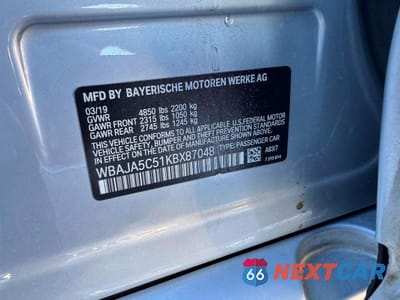 MFD BY BAYERISCHE MOTOREN WERKE AG
03/19
GVWR 4850 lbs 2200 kg
GAWR FRONT 2315 lbs 1050 kg
GAWR REAR 2745 lbs 1245 kg
THIS VEHICLE CONFORMS TO ALL APPLICABLE U.S.FEDERAL MOTOR
VEHICLE SAFETY, BUMPER, AND THEFT PREVENTION STANDARDS
IN EFFECT ON THE DATE OF MANUFACTURE SHOWN ABOVE.
WBAJA5C51KBX87048 TYPE: PASSENGER CAR
A83/7
66 NEXTCAR